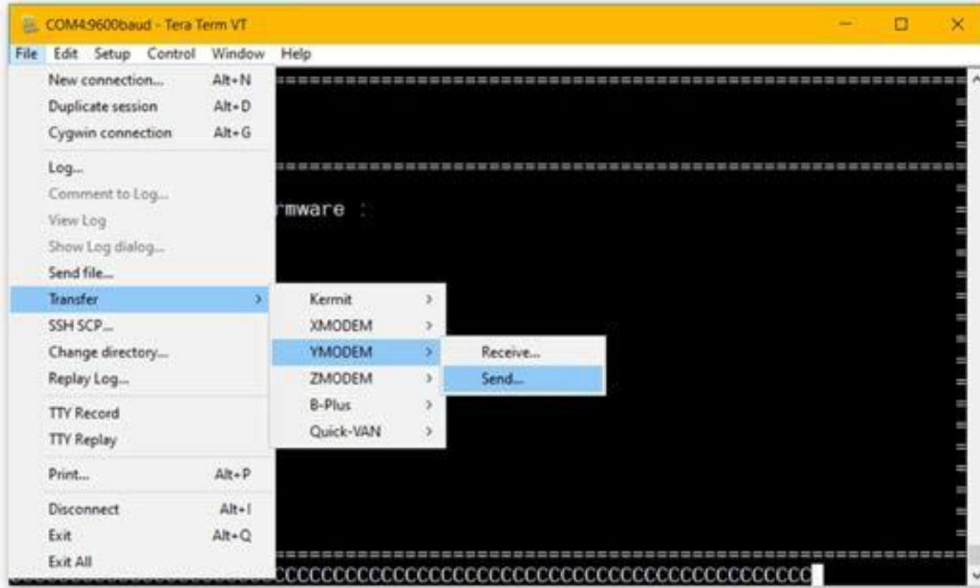 COM4:9600baud - Tera Term VT
File Edit Setup Control Window Help
New connection... Alt+N
Duplicate session Alt+D
Cygwin connection Alt+G
Log...
Comment to Log...
View Log
Show Log dialog...
Send file...
Transfer
SSH SCP...
Change directory...
Replay Log...
TTY Record
TTY Replay
Print... Alt+P
Disconnect Alt+I
Exit Alt+Q
Exit All
Kermit
XMODEM
YMODEM
ZMODEM
B-Plus
Quick-VAN
Receive...
Send...
rmware :